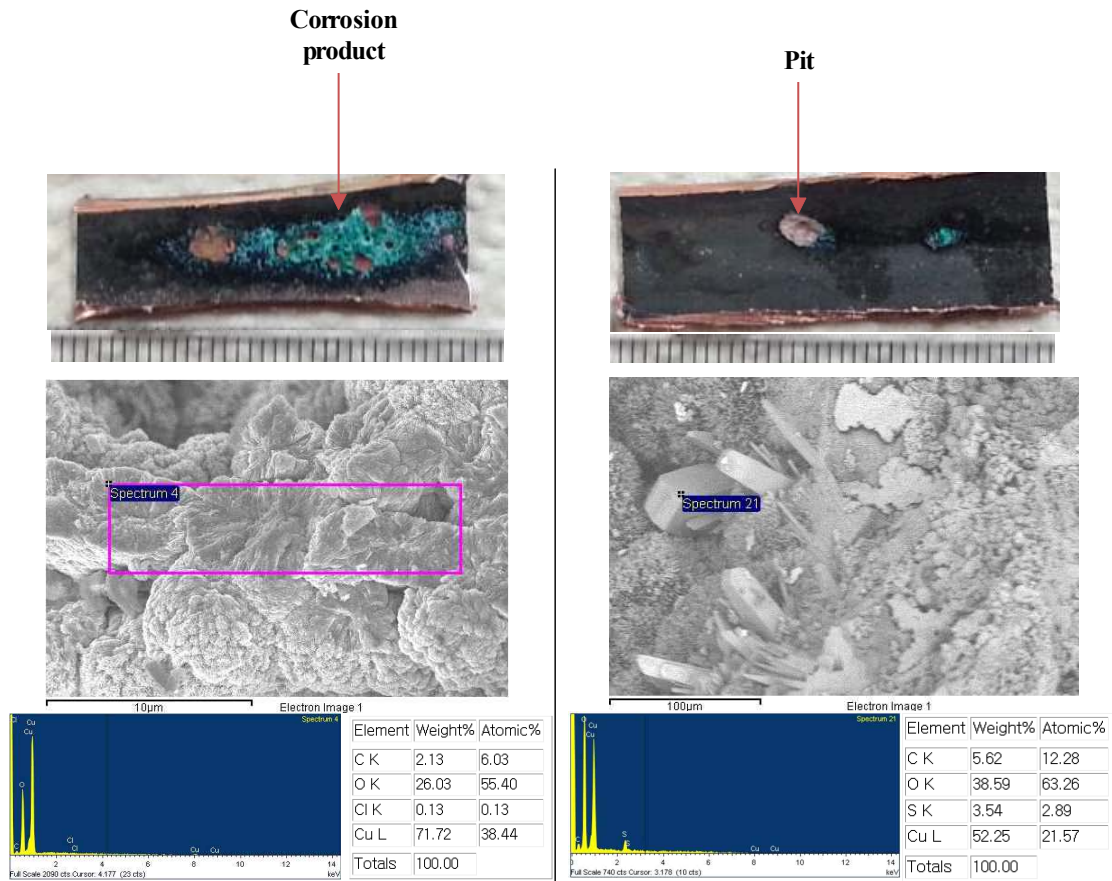 Corrosion
product
Pit
Spectrum 4
10µm Electron Image 1
Spectrum 21
100µm Electron Image 1
Spectrum 4
Cl
Cu
Cu
O
C
Cl
Cl
Cu
Cu
2 4 6 8 10 12 14
Full Scale 2090 cts Cursor: 4.177 (23 cts) keV
Element Weight% Atomic%
C K 2.13 6.03
O K 26.03 55.40
Cl K 0.13 0.13
Cu L 71.72 38.44
Totals 100.00
Spectrum 21
Cu
Cu
C
S
S
Cu
Cu
0 2 4 6 8 10 12 14
Full Scale 740 cts Cursor: 3.178 (10 cts) keV
Element Weight% Atomic%
C K 5.62 12.28
O K 38.59 63.26
S K 3.54 2.89
Cu L 52.25 21.57
Totals 100.00